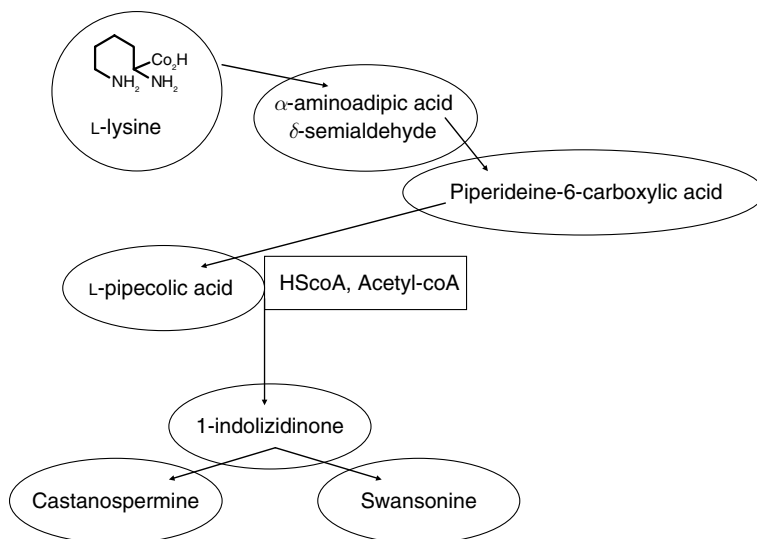 Co₂H
NH₂ NH₂
L-lysine
α-aminoadipic acid
δ-semialdehyde
Piperideine-6-carboxylic acid
L-pipecolic acid
HScoA, Acetyl-coA
1-indolizidinone
Castanospermine
Swansonine